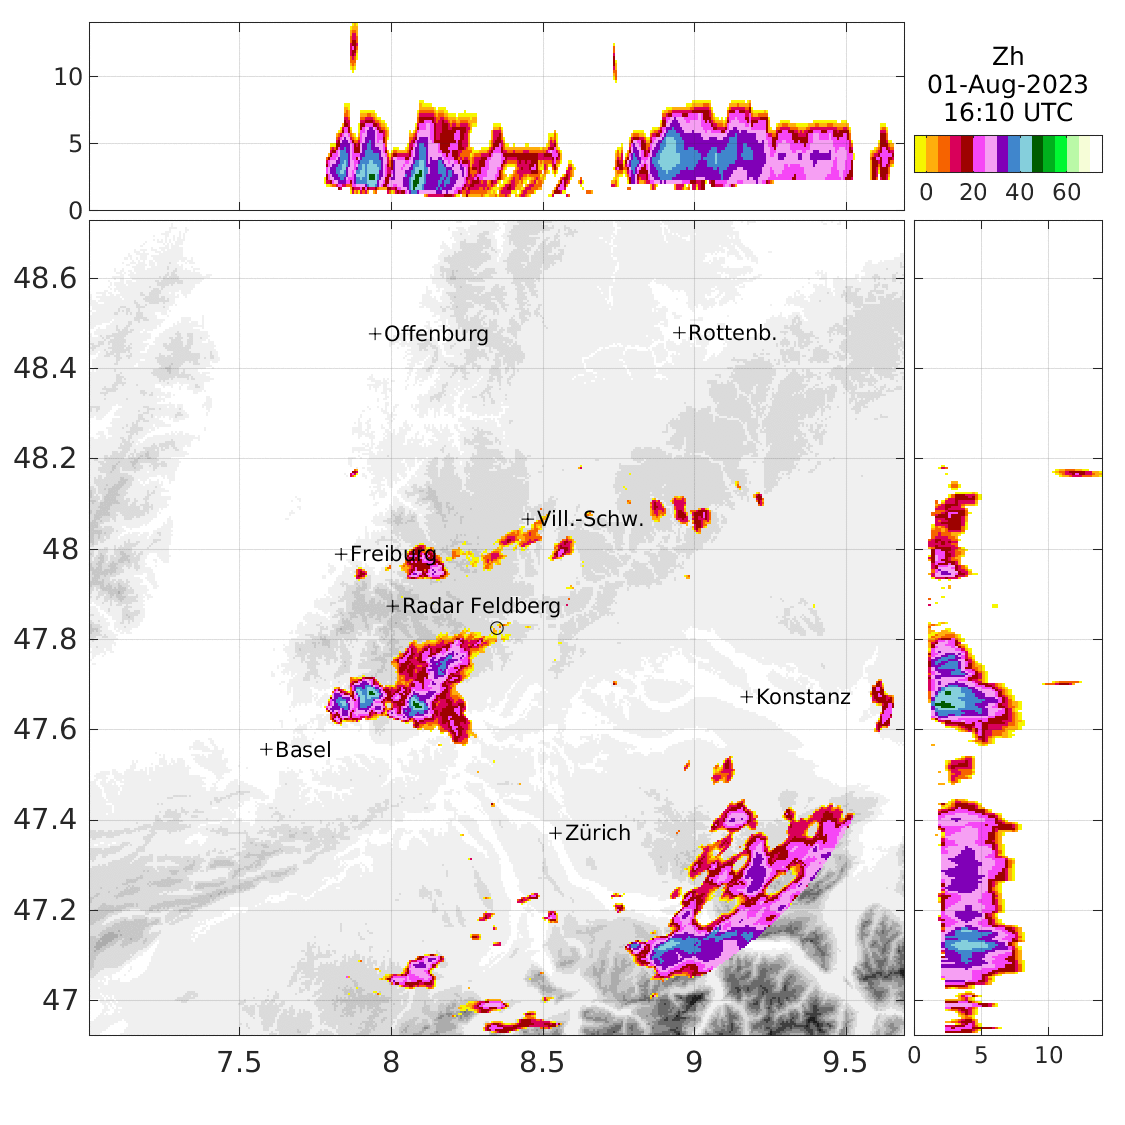 Zh
01-Aug-2023
16:10 UTC
0 20 40 60
10
5
0
48.6
48.4
48.2
48
47.8
47.6
47.4
47.2
47
+Offenburg
+Rottenb.
+Vill.-Schw.
+Freiburg
+Radar Feldberg
+Konstanz
+Basel
+Zürich
7.5 8 8.5 9 9.5
0 5 10